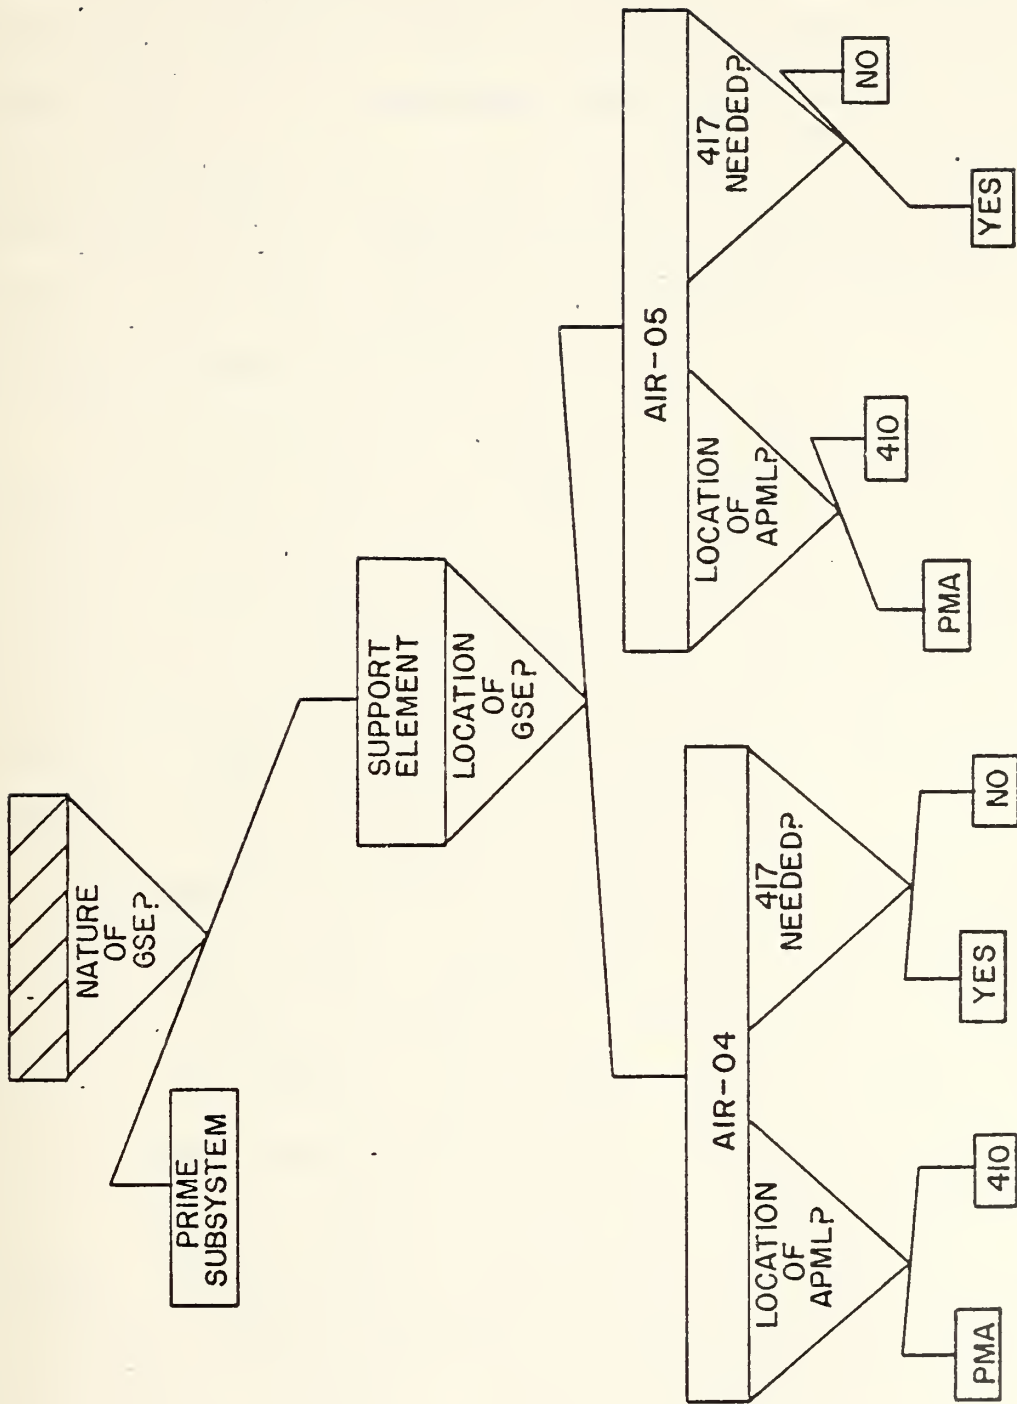 NATURE
OF
GSE?
PRIME
SUBSYSTEM
SUPPORT
ELEMENT
LOCATION
OF
GSE?
AIR-04
LOCATION
OF
APML?
417
NEEDED?
PMA
410
YES
NO
AIR-05
LOCATION
OF
APML?
417
NEEDED?
PMA
410
YES
NO